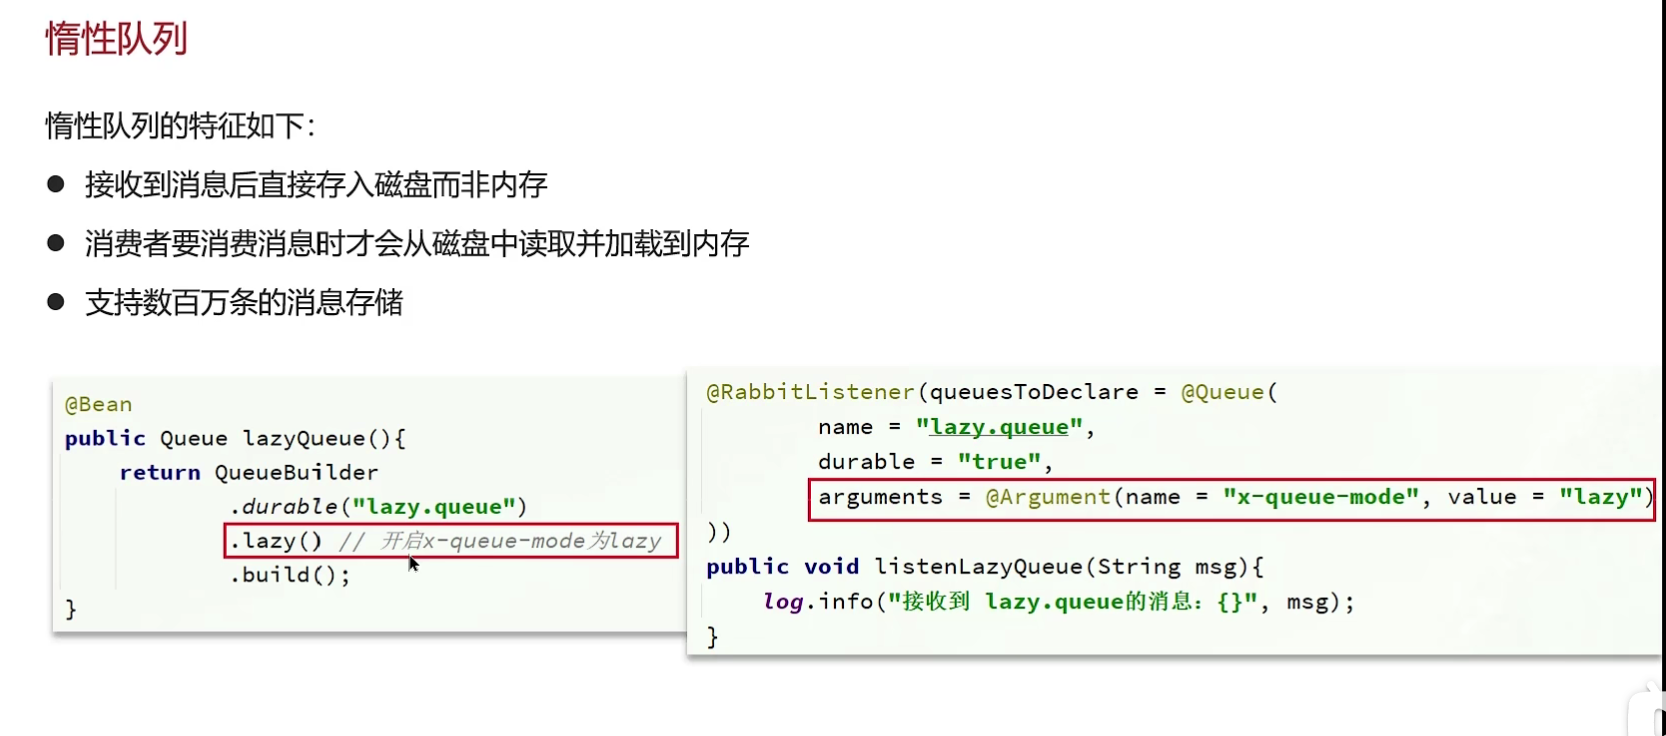 惰性队列
惰性队列的特征如下：
● 接收到消息后直接存入磁盘而非内存
● 消费者要消费消息时才会从磁盘中读取并加载到内存
● 支持数百万条的消息存储
@Bean
public Queue lazyQueue(){
return QueueBuilder
.durable("lazy.queue")
.lazy() // 开启x-queue-mode为lazy
.build();
}
@RabbitListener(queuesToDeclare = @Queue(
name = "lazy.queue",
durable = "true",
arguments = @Argument(name = "x-queue-mode", value = "lazy")
))
public void listenLazyQueue(String msg){
log.info("接收到 lazy.queue的消息：{}", msg);
}